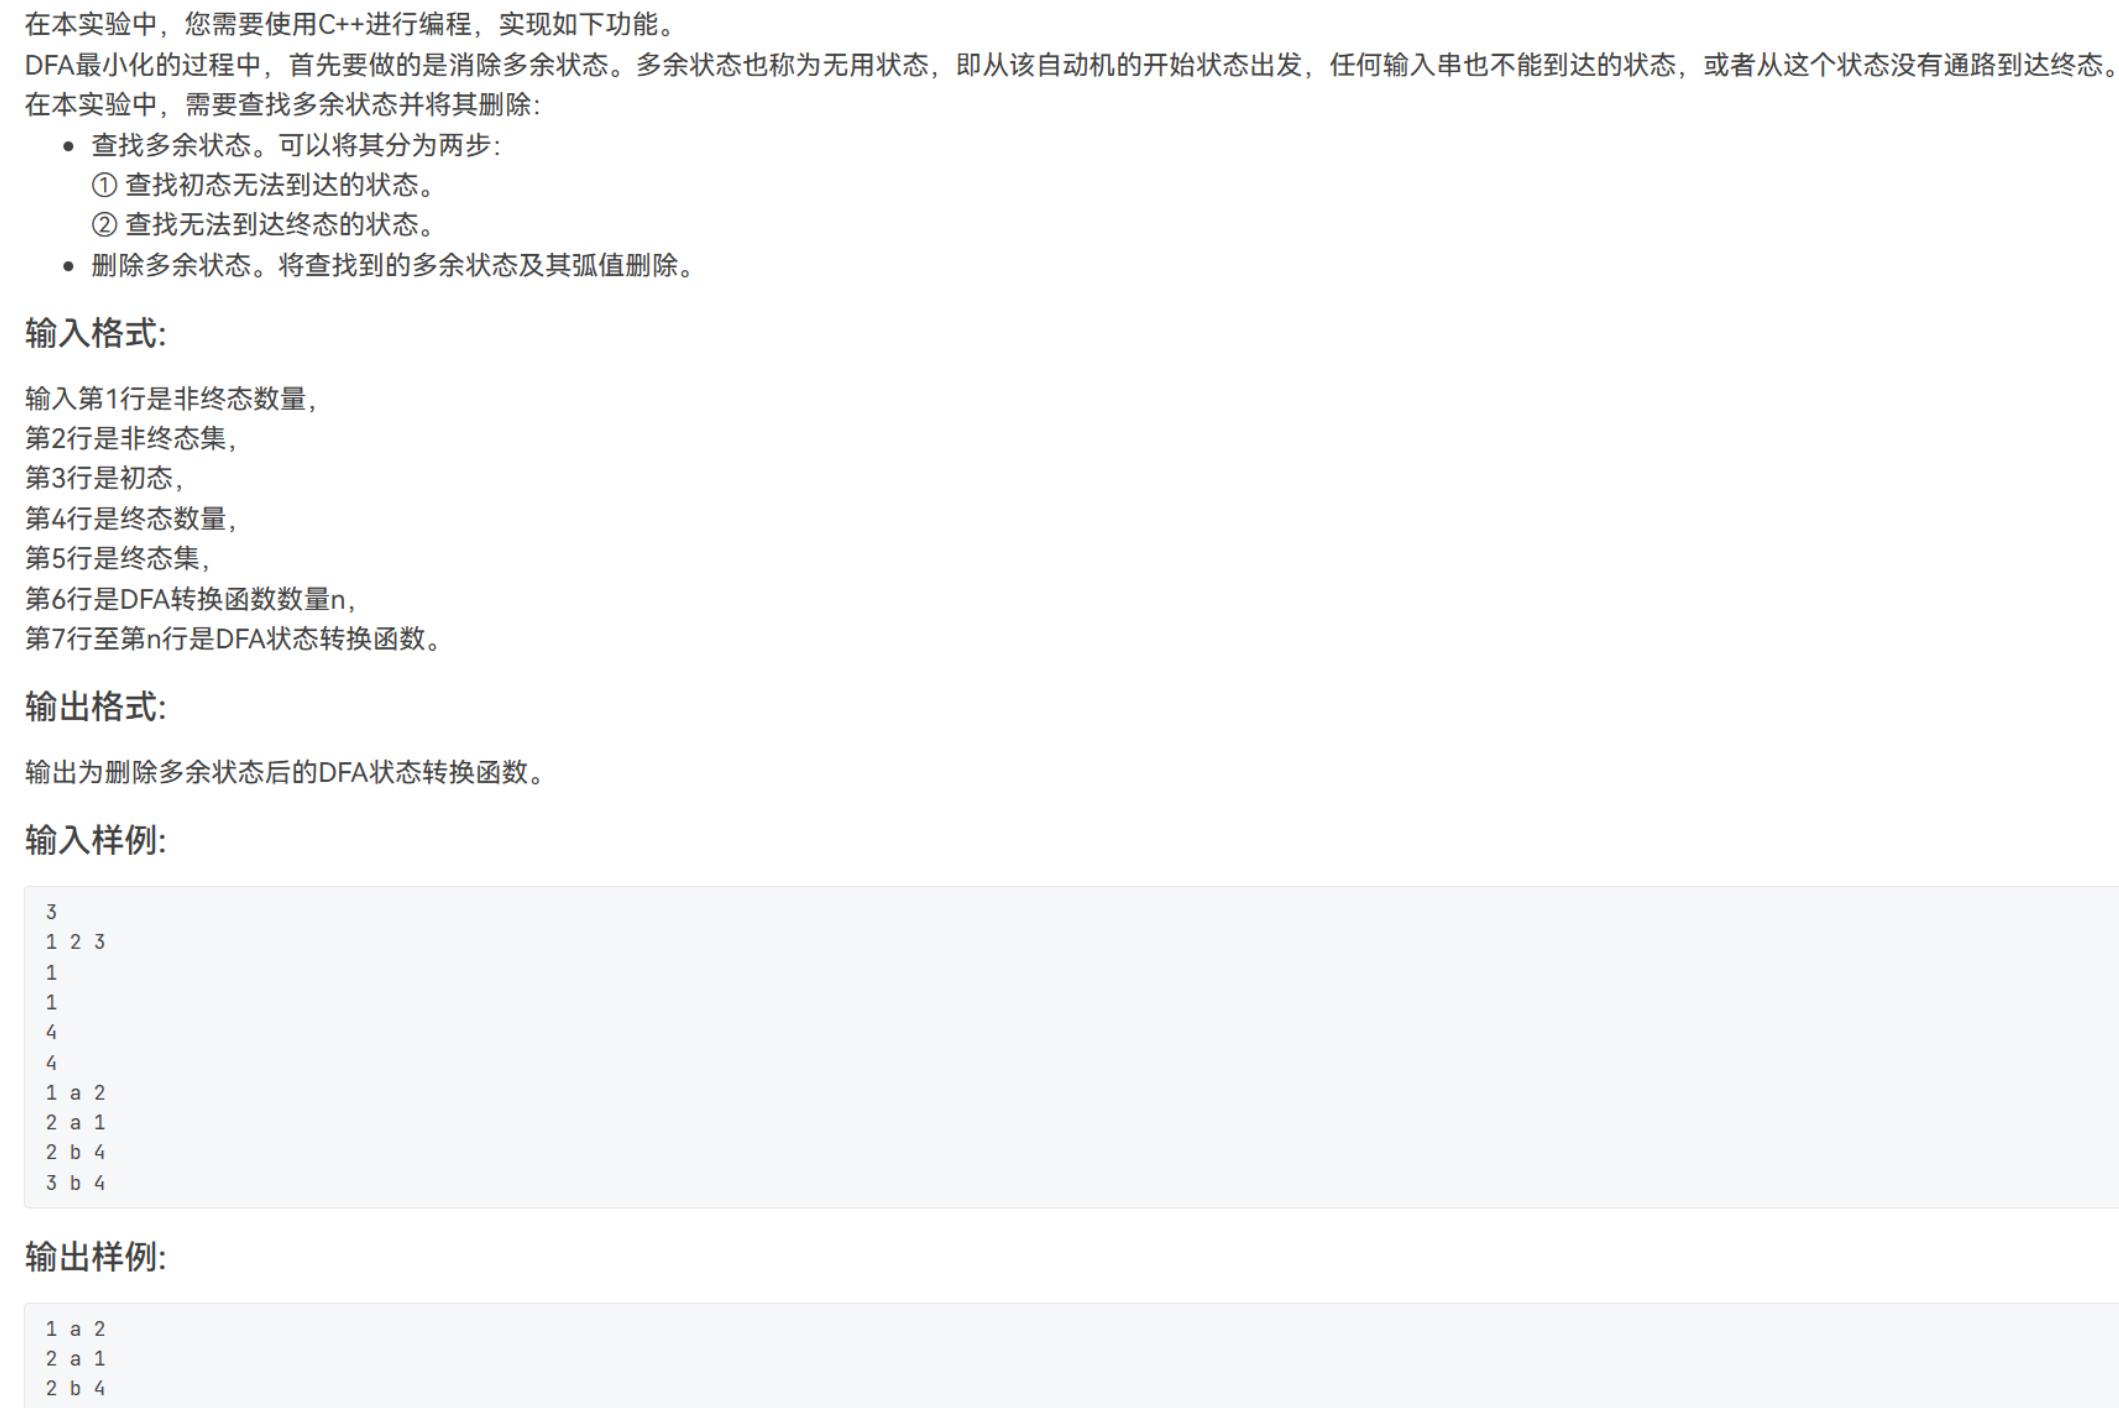 在本实验中，您需要使用C++进行编程，实现如下功能。
DFA最小化的过程中，首先要做的是消除多余状态。多余状态也称为无用状态，即从该自动机的开始状态出发，任何输入串也不能到达的状态，或者从这个状态没有通路到达终态。
在本实验中，需要查找多余状态并将其删除：
• 查找多余状态。可以将其分为两步：
① 查找初态无法到达的状态。
② 查找无法到达终态的状态。
• 删除多余状态。将查找到的多余状态及其弧值删除。
输入格式:
输入第1行是非终态数量，
第2行是非终态集，
第3行是初态，
第4行是终态数量，
第5行是终态集，
第6行是DFA转换函数数量n，
第7行至第n行是DFA状态转换函数。
输出格式:
输出为删除多余状态后的DFA状态转换函数。
输入样例:
3
1 2 3
1
1
4
4
1 a 2
2 a 1
2 b 4
3 b 4
输出样例:
1 a 2
2 a 1
2 b 4